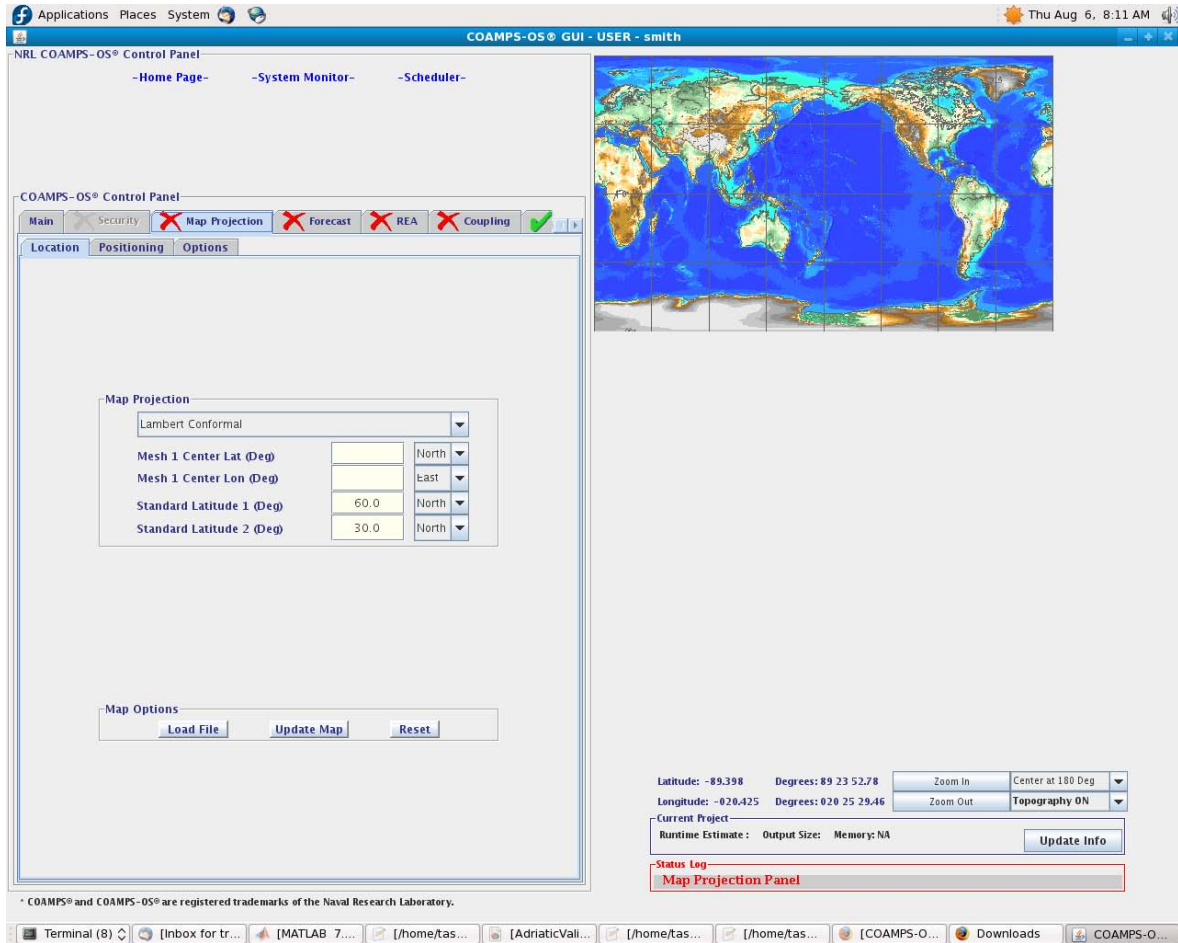 Applications Places System Thu Aug 6, 8:11 AM
COAMPS-OS® GUI - USER - smith
NRL COAMPS-OS® Control Panel
-Home Page- -System Monitor- -Scheduler-
COAMPS-OS® Control Panel
Main Security Map Projection Forecast REA Coupling
Location Positioning Options
Map Projection
Lambert Conformal
Mesh 1 Center Lat (Deg) North
Mesh 1 Center Lon (Deg) East
Standard Latitude 1 (Deg) 60.0 North
Standard Latitude 2 (Deg) 30.0 North
Map Options
Load File Update Map Reset
Latitude: -89.398 Degrees: 89 23 52.78 Zoom In Center at 180 Deg
Longitude: -020.425 Degrees: 020 25 29.46 Zoom Out Topography ON
Current Project
Runtime Estimate : Output Size: Memory: NA Update Info
Status Log
Map Projection Panel
* COAMPS® and COAMPS-OS® are registered trademarks of the Naval Research Laboratory.
Terminal (8) [Inbox for tr... [MATLAB 7.... [/home/tas... [AdriaticVali... [/home/tas... [/home/tas... [COAMPS-O... Downloads COAMPS-O...